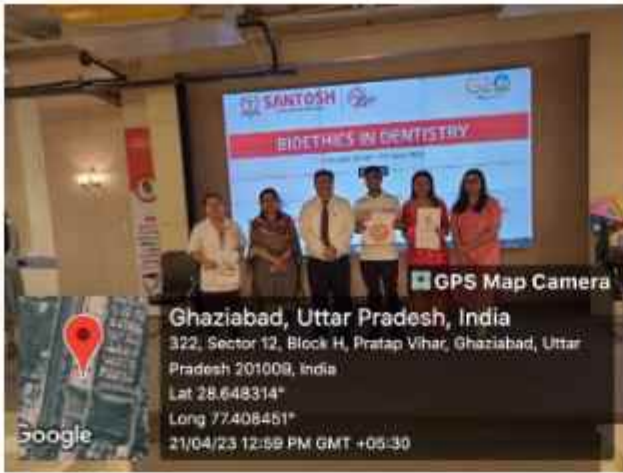 SANTOSH
BIOETHICS IN DENTISTRY
GPS Map Camera
Ghaziabad, Uttar Pradesh, India
322, Sector 12, Block H, Pratap Vihar, Ghaziabad, Uttar
Pradesh 201009, India
Lat 28.648314°
Long 77.408451°
21/04/23 12:59 PM GMT +05:30
Google